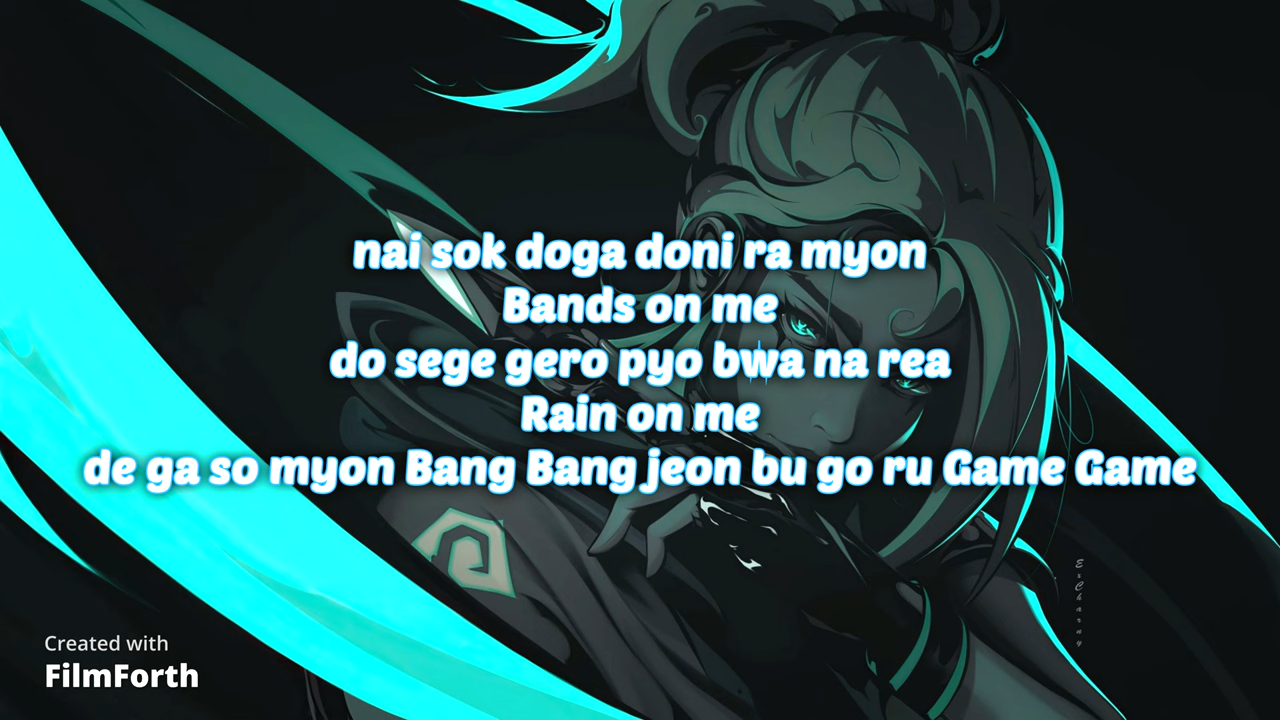 nai sok doga doni ra myon
Bands on me
do sege gero pyo bwa na rea
Rain on me
de ga so myon Bang Bang jeon bu go ru Game Game
Created with
FilmForth